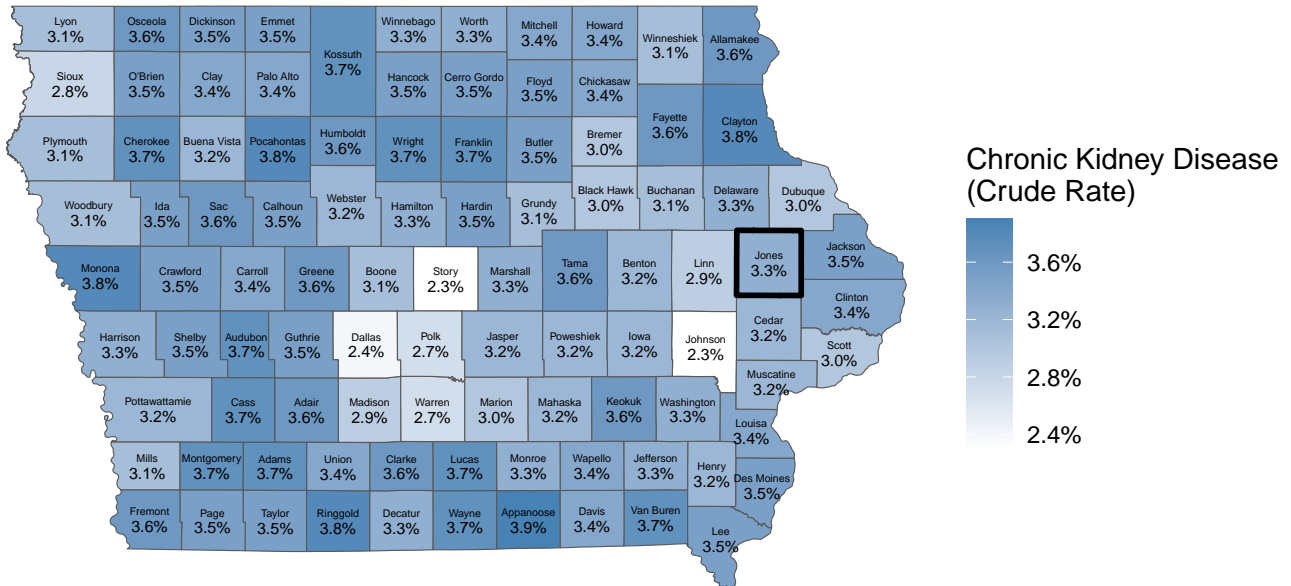 Lyon
3.1%
Osceola
3.6%
Dickinson
3.5%
Emmet
3.5%
Kossuth
3.7%
Winnebago
3.3%
Worth
3.3%
Mitchell
3.4%
Howard
3.4%
Winneshiek
3.1%
Allamakee
3.6%
Sioux
2.8%
O'Brien
3.5%
Clay
3.4%
Palo Alto
3.4%
Hancock
3.5%
Cerro Gordo
3.5%
Floyd
3.5%
Chickasaw
3.4%
Fayette
3.6%
Clayton
3.8%
Plymouth
3.1%
Cherokee
3.7%
Buena Vista
3.2%
Pocahontas
3.8%
Humboldt
3.6%
Wright
3.7%
Franklin
3.7%
Butler
3.5%
Bremer
3.0%
Woodbury
3.1%
Ida
3.5%
Sac
3.6%
Calhoun
3.5%
Webster
3.2%
Hamilton
3.3%
Hardin
3.5%
Grundy
3.1%
Black Hawk
3.0%
Buchanan
3.1%
Delaware
3.3%
Dubuque
3.0%
Monona
3.8%
Crawford
3.5%
Carroll
3.4%
Greene
3.6%
Boone
3.1%
Story
2.3%
Marshall
3.3%
Tama
3.6%
Benton
3.2%
Linn
2.9%
Jones
3.3%
Jackson
3.5%
Clinton
3.4%
Harrison
3.3%
Shelby
3.5%
Audubon
3.7%
Guthrie
3.5%
Dallas
2.4%
Polk
2.7%
Jasper
3.2%
Poweshiek
3.2%
Iowa
3.2%
Johnson
2.3%
Cedar
3.2%
Scott
3.0%
Muscatine
3.2%
Pottawattamie
3.2%
Cass
3.7%
Adair
3.6%
Madison
2.9%
Warren
2.7%
Marion
3.0%
Mahaska
3.2%
Keokuk
3.6%
Washington
3.3%
Louisa
3.4%
Mills
3.1%
Montgomery
3.7%
Adams
3.7%
Union
3.4%
Clarke
3.6%
Lucas
3.7%
Monroe
3.3%
Wapello
3.4%
Jefferson
3.3%
Henry
3.2%
Des Moines
3.5%
Fremont
3.6%
Page
3.5%
Taylor
3.5%
Ringgold
3.8%
Decatur
3.3%
Wayne
3.7%
Appanoose
3.9%
Davis
3.4%
Van Buren
3.7%
Lee
3.5%
Chronic Kidney Disease
(Crude Rate)
3.6%
3.2%
2.8%
2.4%